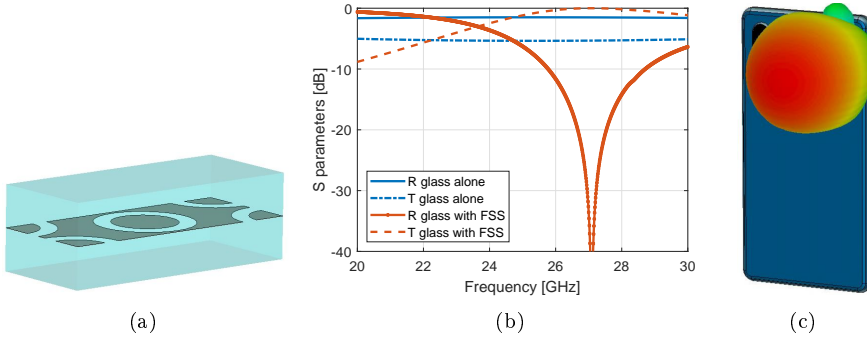 0
-10
-20
-30
-40
S parameters [dB]
R glass alone
T glass alone
R glass with FSS
T glass with FSS
20 22 24 26 28 30
Frequency [GHz]
(a) (b) (c)